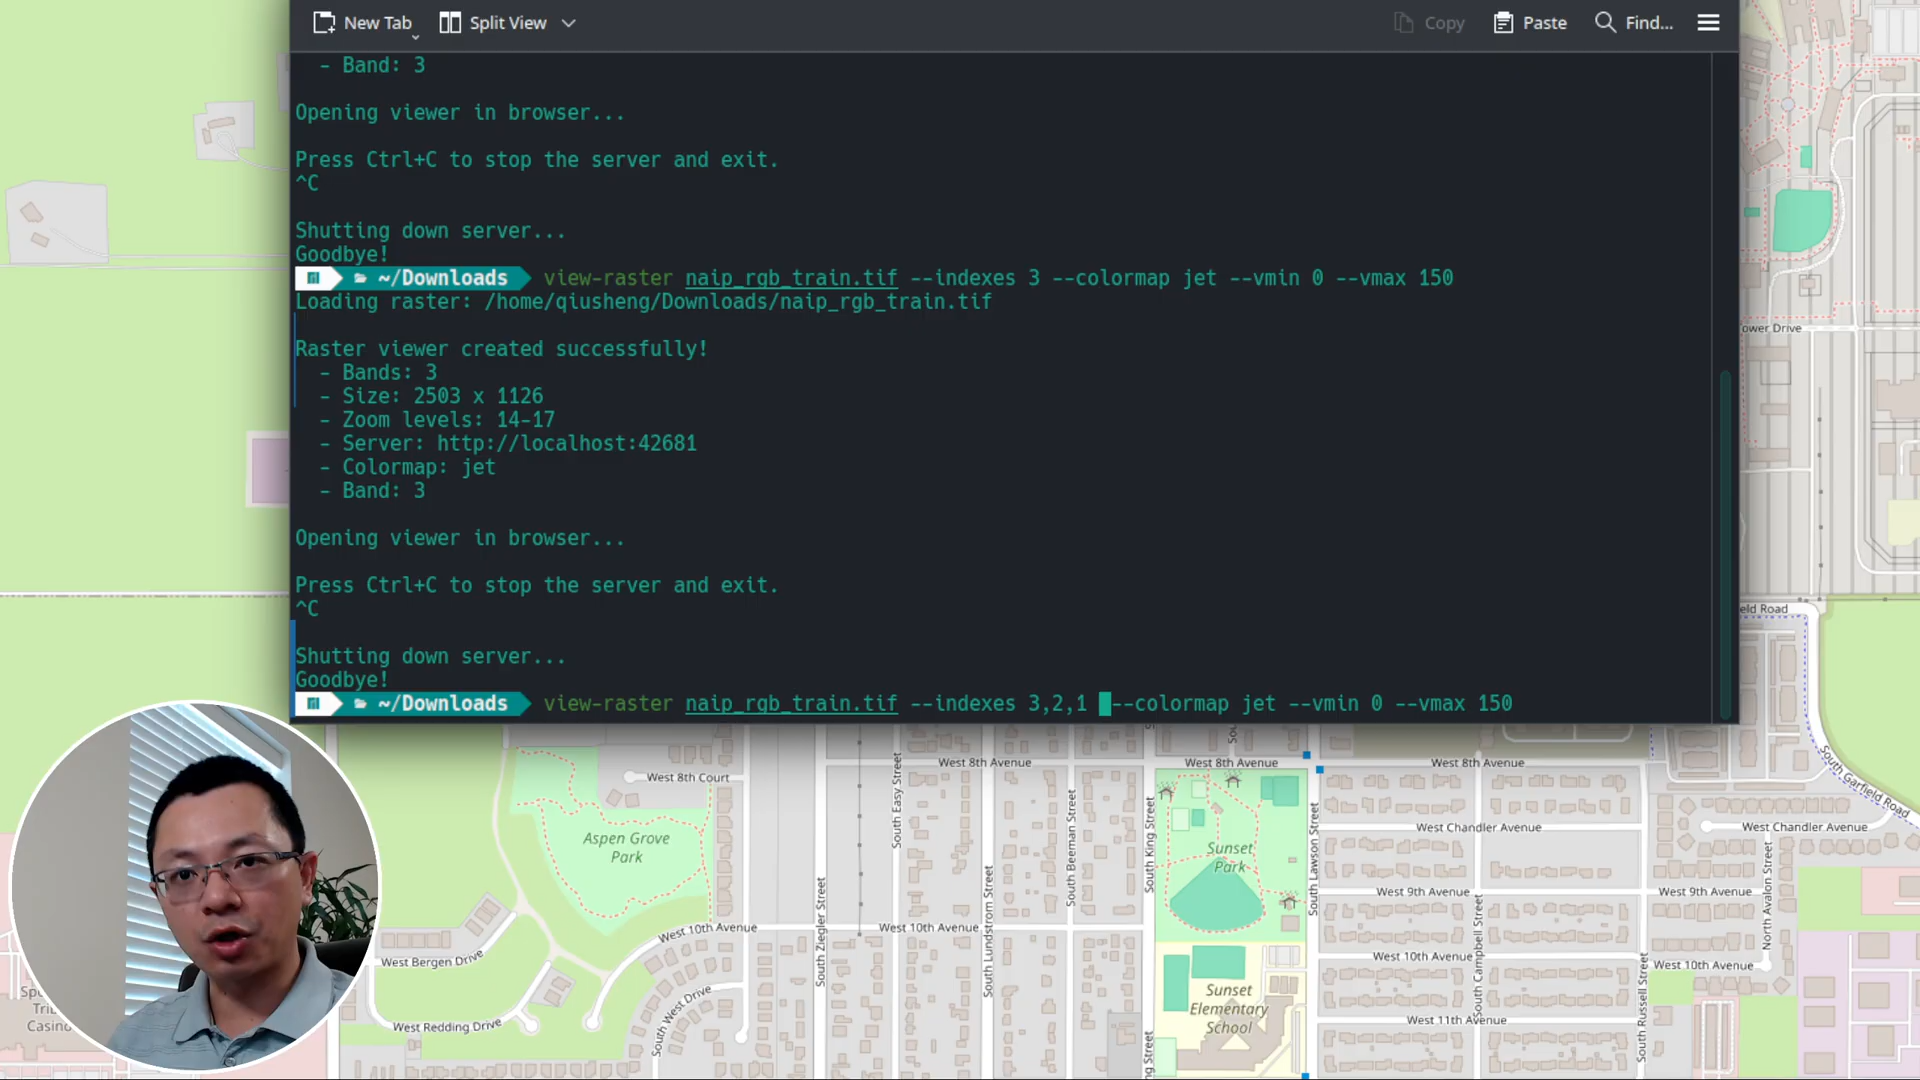 New Tab
Split View
Copy
Paste
Find...
- Band: 3
Opening viewer in browser...
Press Ctrl+C to stop the server and exit.
^C
Shutting down server...
Goodbye!
~/Downloads view-raster naip_rgb_train.tif --indexes 3 --colormap jet --vmin 0 --vmax 150
Loading raster: /home/qiusheng/Downloads/naip_rgb_train.tif
Raster viewer created successfully!
- Bands: 3
- Size: 2503 x 1126
- Zoom levels: 14-17
- Server: http://localhost:42681
- Colormap: jet
- Band: 3
Opening viewer in browser...
Press Ctrl+C to stop the server and exit.
^C
Shutting down server...
Goodbye!
~/Downloads view-raster naip_rgb_train.tif --indexes 3,2,1 --colormap jet --vmin 0 --vmax 150
ower Drive
eld Road
South Garfield Road
West 8th Court
South Easy Street
West 8th Avenue
West 8th Avenue
West 8th Avenue
Aspen Grove
Park
South Ziegler Street
South Lundstrom Street
South Beeman Street
South King Street
Sunset
Park
South Lawson Street
West Chandler Avenue
West Chandler Avenue
West 9th Avenue
West 9th Avenue
North Avalon Street
South Campbell Street
South Russell Street
West 10th Avenue
West 10th Avenue
West 10th Avenue
West 10th Avenue
West Bergen Drive
West Redding Drive
South West Drive
Sunset
Elementary
School
West 11th Avenue
Casino